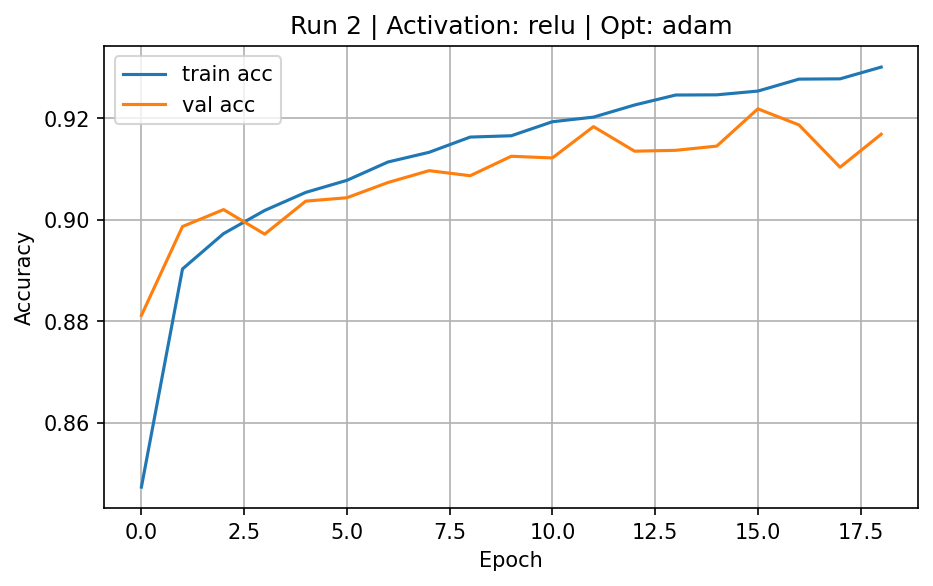 Run 2 | Activation: relu | Opt: adam
train acc
val acc
0.92
0.90
0.88
0.86
Accuracy
0.0 2.5 5.0 7.5 10.0 12.5 15.0 17.5
Epoch